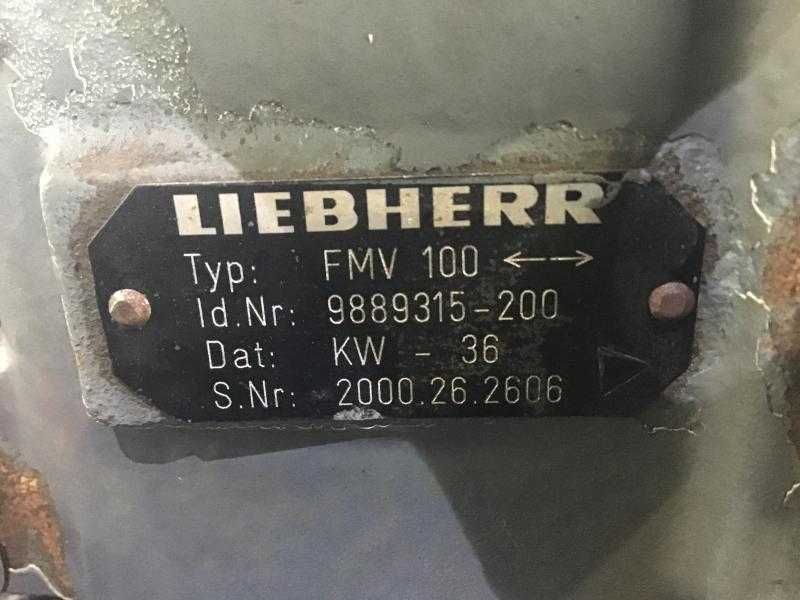 LIEBHERR
Typ: FMV 100 ⟷
Id.Nr: 9889315-200
Dat: KW - 36
S.Nr: 2000.26.2606